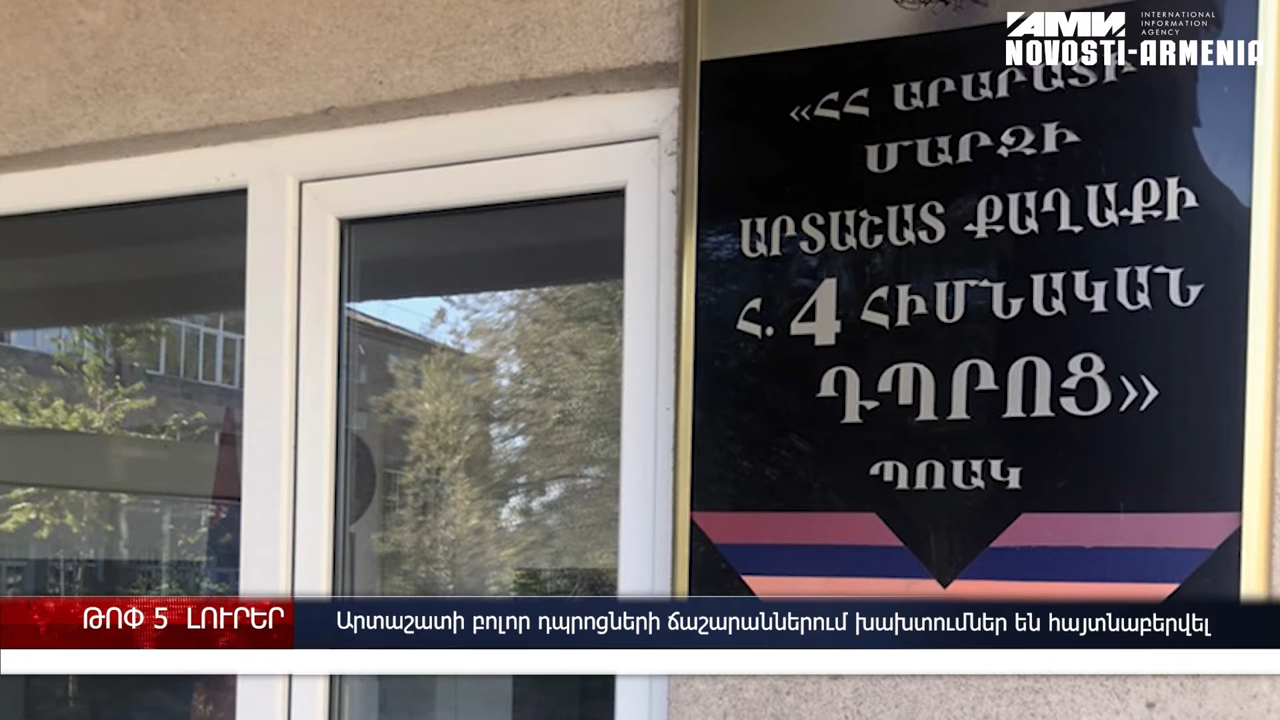 АМИ
INTERNATIONAL
INFORMATION
AGENCY
NOVOSTI-ARMENIA
«ՀՀ ԱՐԱՐԱՏԻ
ՄԱՐԶԻ
ԱՐՏԱՇԱՏ ՔԱՂԱՔԻ
Հ. 4 ՀԻՄՆԱԿԱՆ
ԴՊՐՈՑ»
ՊՈԱԿ
ԹՈՓ 5 ԼՈՒՐԵՐ
Արտաշատի բոլոր դպրոցների ճաշարաններում խախտումներ են հայտնաբերվել